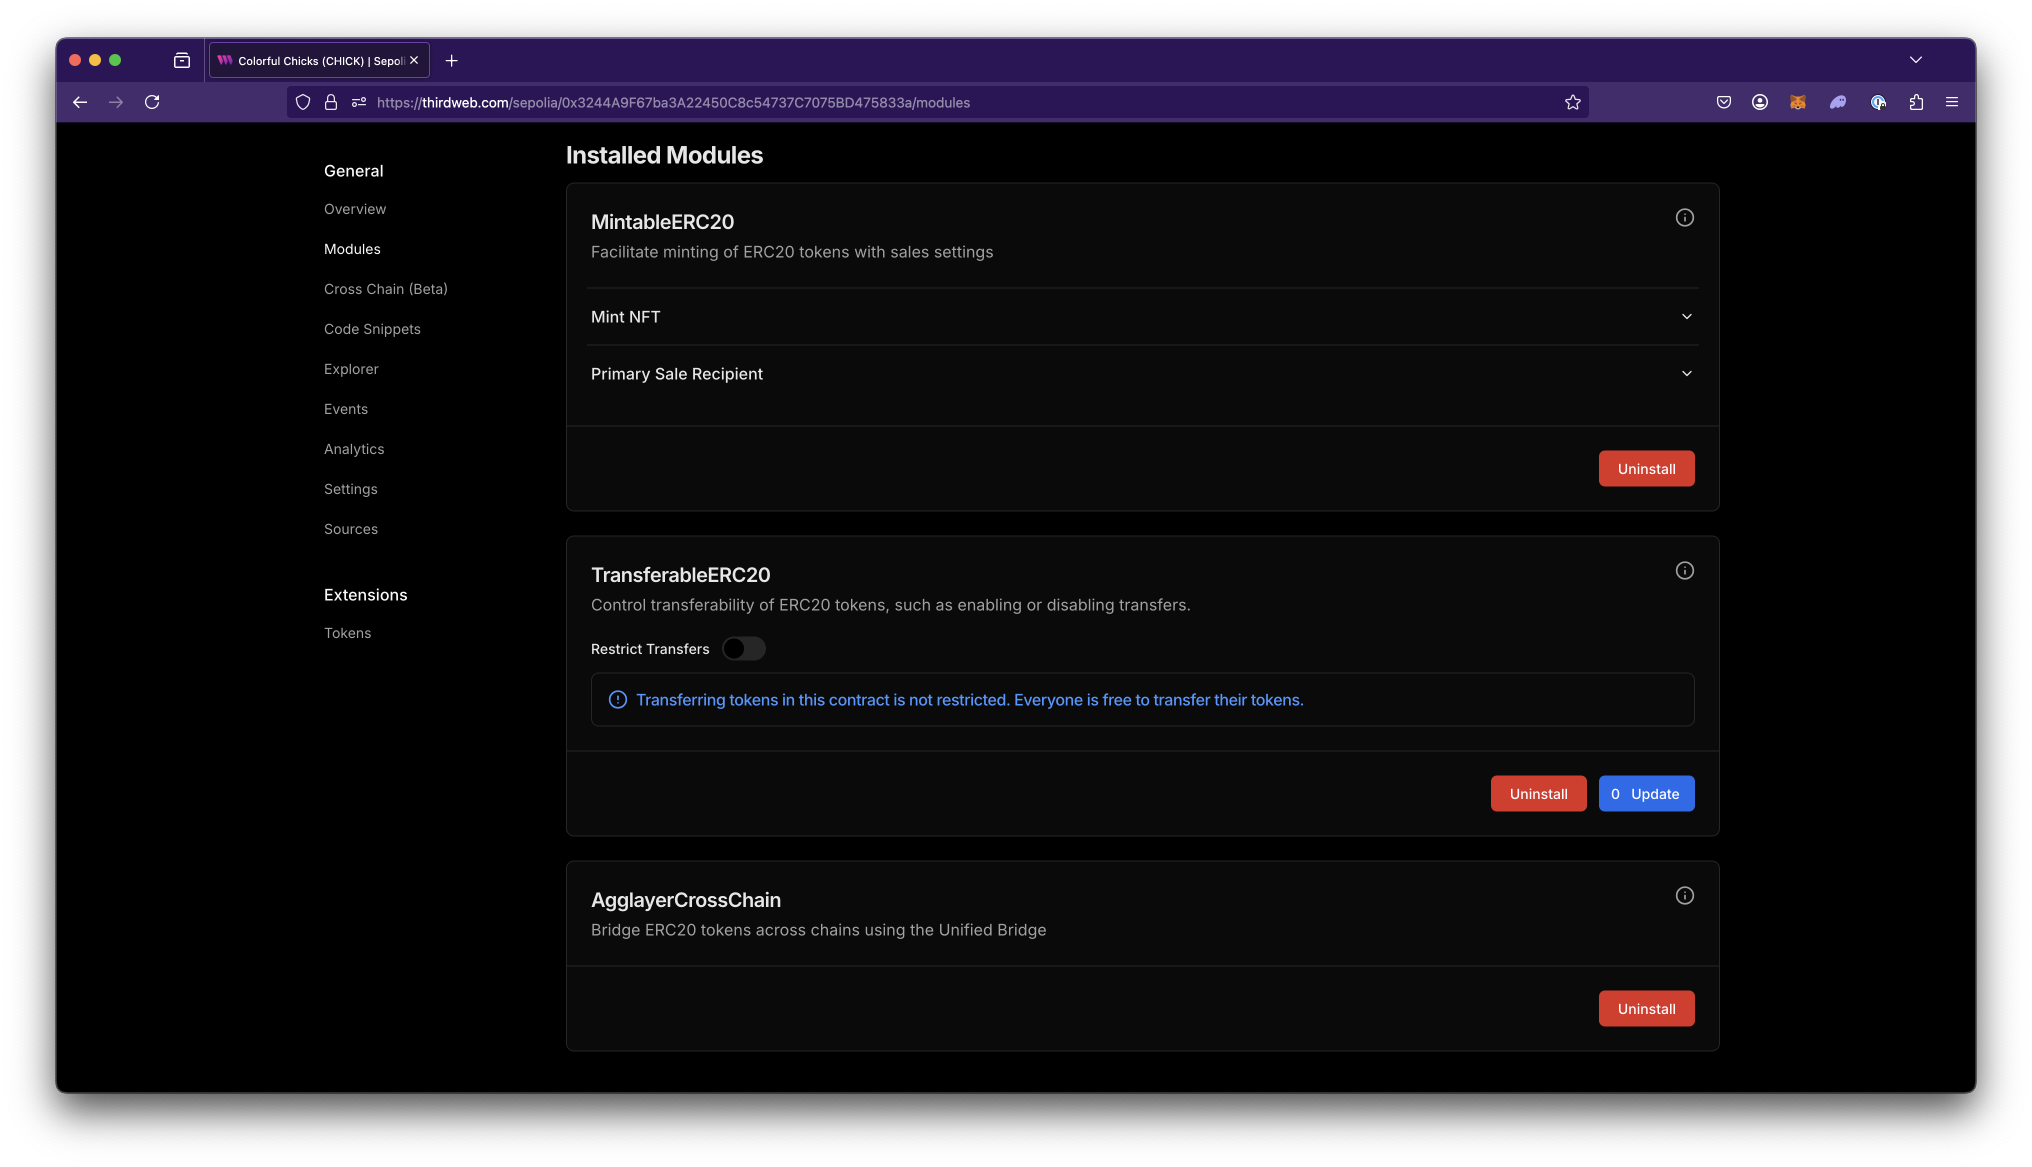 Colorful Chicks (CHICK) | Sepoli
https://thirdweb.com/sepolia/0x3244A9F67ba3A22450C8c54737C7075BD475833a/modules
General
Overview
Modules
Cross Chain (Beta)
Code Snippets
Explorer
Events
Analytics
Settings
Sources
Extensions
Tokens
Installed Modules
MintableERC20
Facilitate minting of ERC20 tokens with sales settings
Mint NFT
Primary Sale Recipient
Uninstall
TransferableERC20
Control transferability of ERC20 tokens, such as enabling or disabling transfers.
Restrict Transfers
Transferring tokens in this contract is not restricted. Everyone is free to transfer their tokens.
Uninstall
0 Update
AgglayerCrossChain
Bridge ERC20 tokens across chains using the Unified Bridge
Uninstall